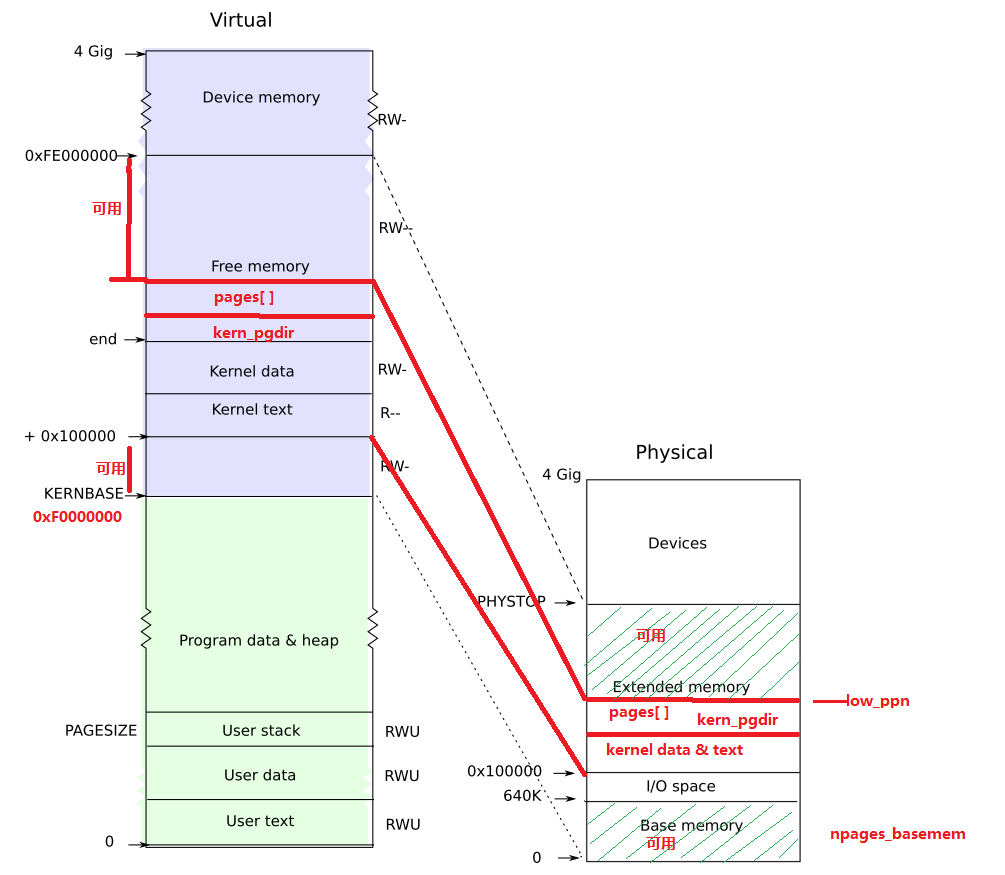 Virtual
4 Gig
Device memory
RW-
0xFE000000
可用
RW--
Free memory
pages[ ]
kern_pgdir
end
Kernel data
RW-
Kernel text
R--
+ 0x100000
可用
RW-
KERNBASE
0xF0000000
Program data & heap
PAGESIZE
User stack
RWU
User data
RWU
User text
RWU
0
Physical
4 Gig
Devices
PHYSTOP
可用
Extended memory
low_ppn
pages[ ]
kern_pgdir
kernel data & text
0x100000
I/O space
640K
Base memory
npages_basemem
可用
0